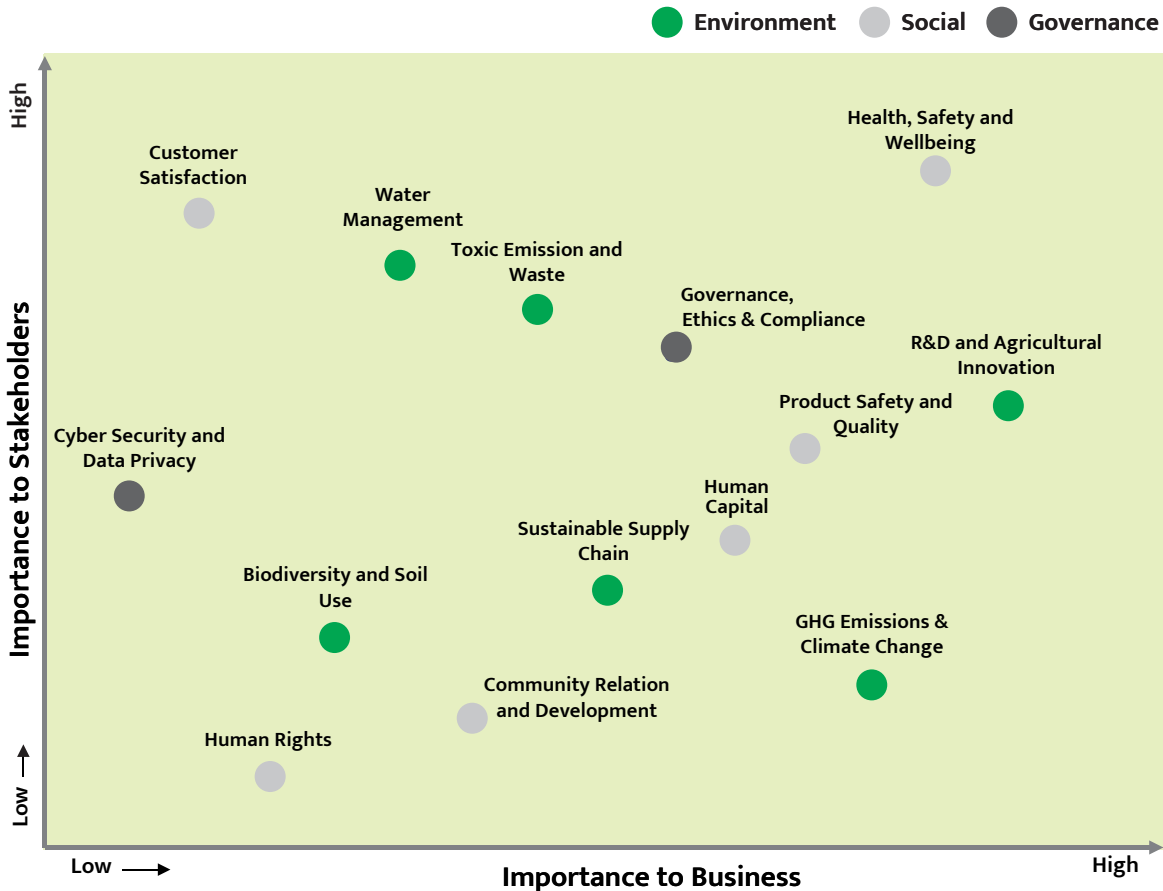 Environment
Social
Governance
High
Health, Safety and
Wellbeing
Customer
Satisfaction
Water
Management
Toxic Emission and
Waste
Governance,
Ethics & Compliance
R&D and Agricultural
Innovation
Product Safety and
Quality
Cyber Security and
Data Privacy
Human
Capital
Sustainable Supply
Chain
Biodiversity and Soil
Use
GHG Emissions &
Climate Change
Community Relation
and Development
Human Rights
Importance to Stakeholders
Low
Low
Importance to Business
High